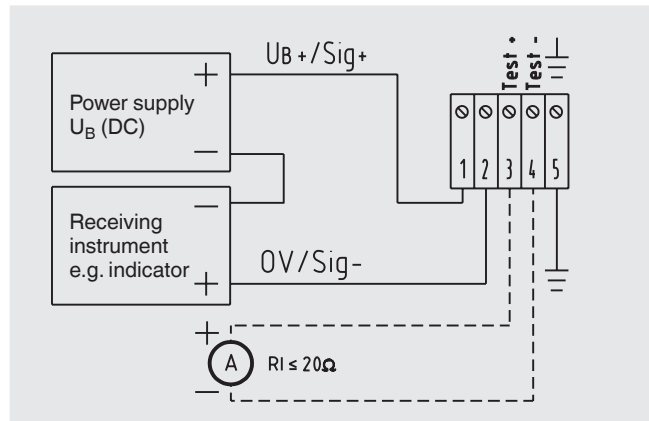 UB+/Sig+
Test +
Test -
+
Power supply
UB (DC)
−
1 2 3 4 5
−
Receiving
instrument
e.g. indicator
+
0V/Sig-
+
A RI ≤ 20Ω
−